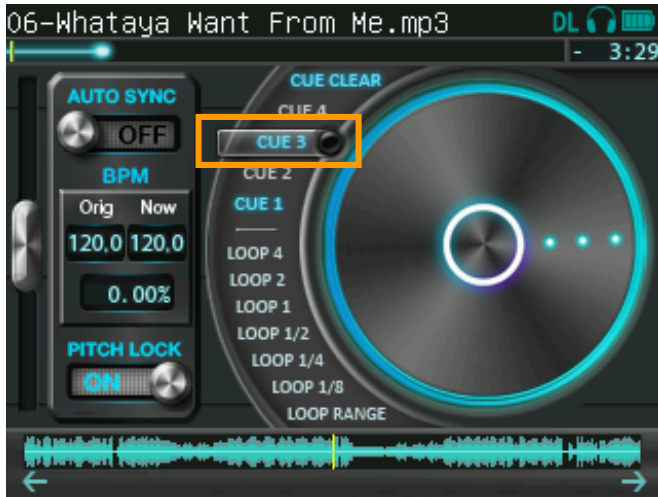 06-Whataya Want From Me.mp3 DL
- 3:29
AUTO SYNC
OFF
BPM
Orig Now
120,0 120,0
0.00%
PITCH LOCK
ON
CUE CLEAR
CUE 4
CUE 3
CUE 2
CUE 1
LOOP 4
LOOP 2
LOOP 1
LOOP 1/2
LOOP 1/4
LOOP 1/8
LOOP RANGE